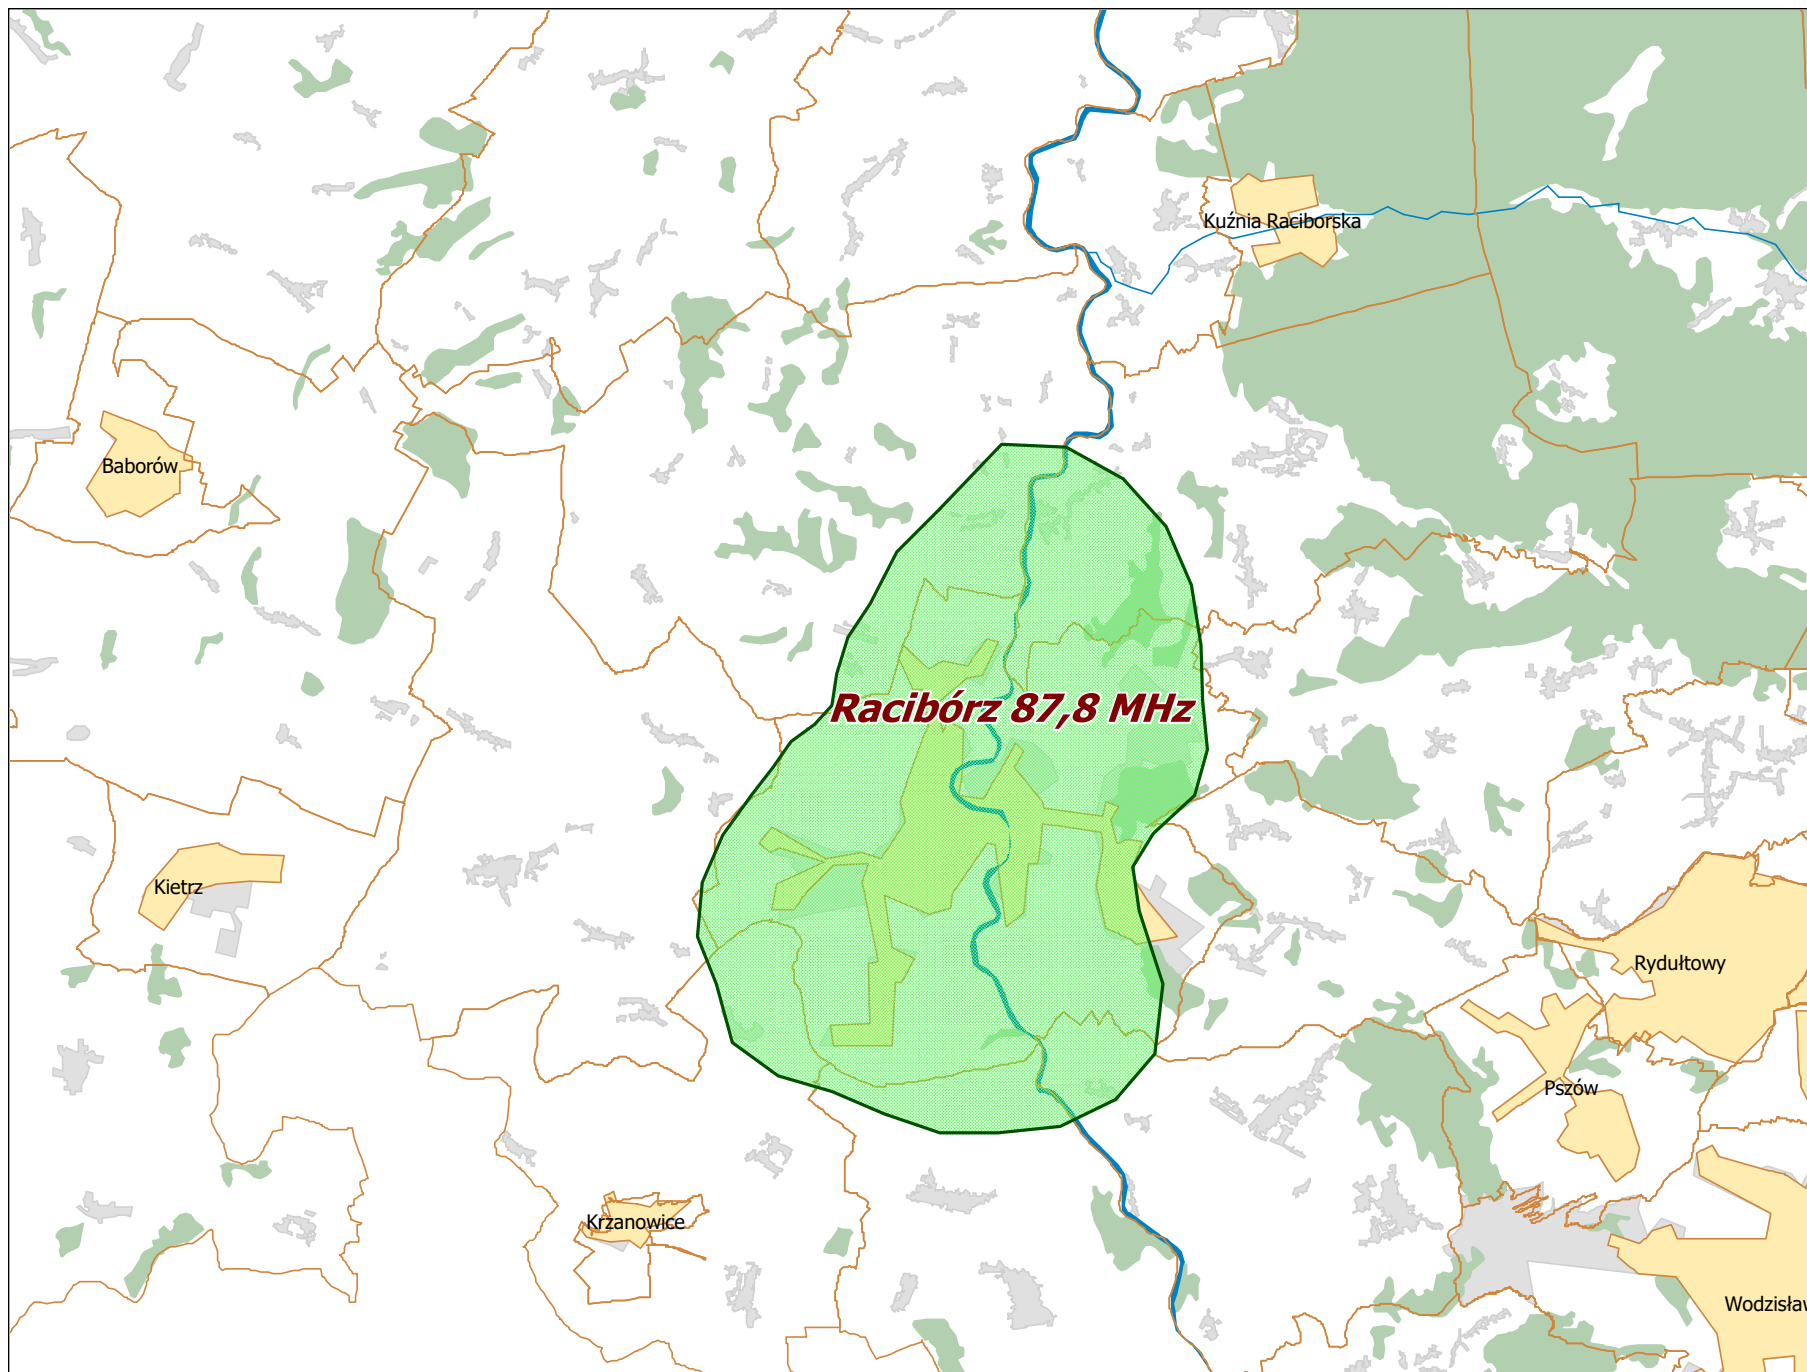 Kuźnia Raciborska
Baborów
Racibórz 87,8 MHz
Kietrz
Rydułtowy
Pszów
Krzanowice
Wodzisław